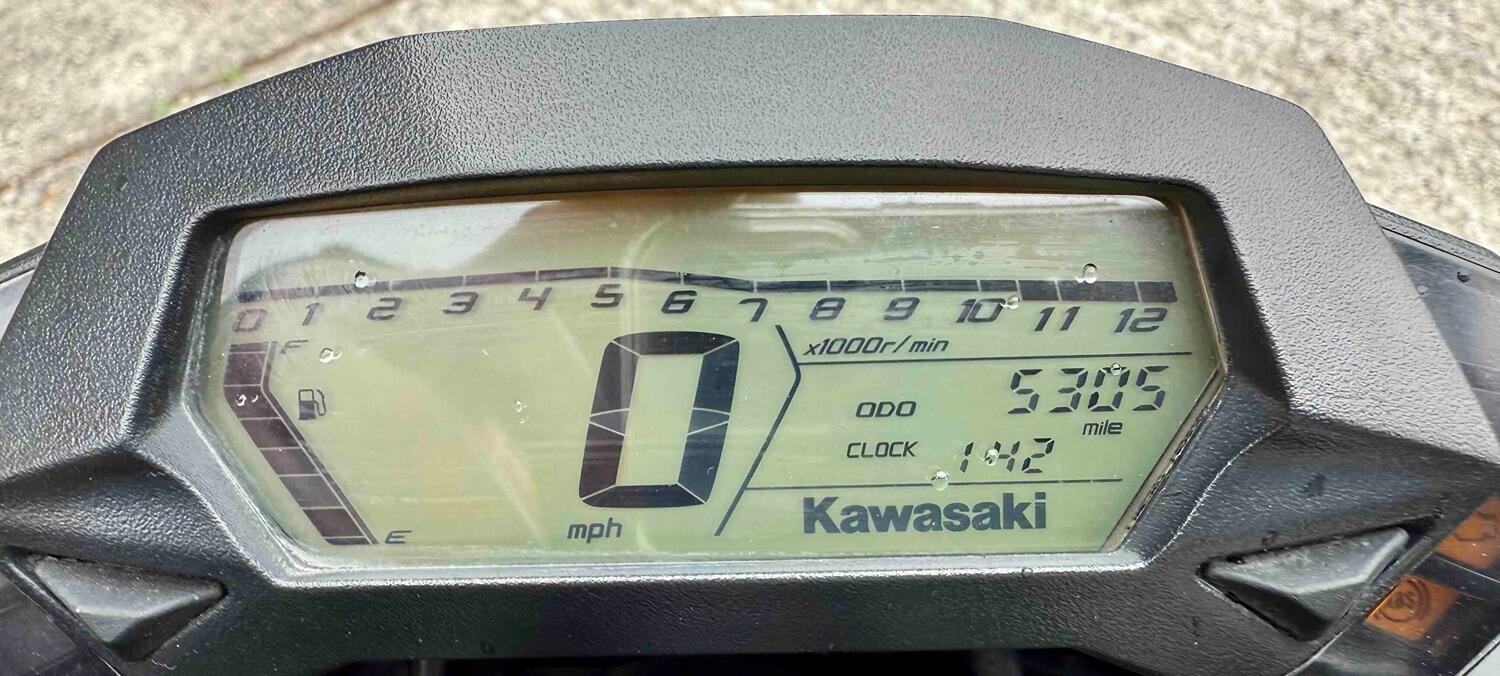 0 1 2 3 4 5 6 7 8 9 10 11 12
x1000r/min
F
0
ODO 5305
mile
CLOCK 1:42
E
mph
Kawasaki